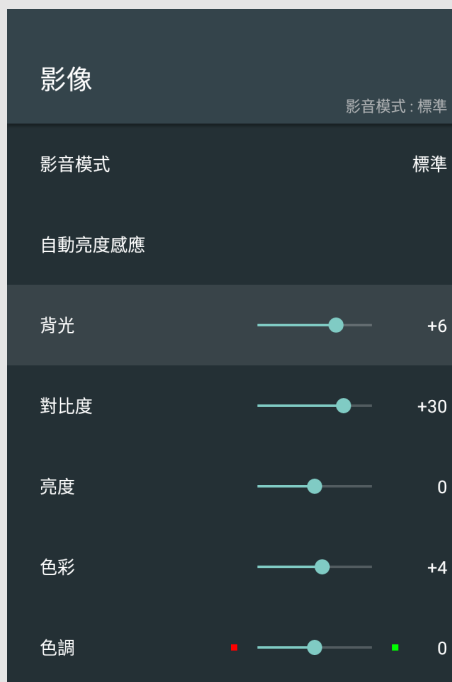 影像
影音模式 : 標準
影音模式 標準
自動亮度感應
背光 +6
對比度 +30
亮度 0
色彩 +4
色調 0